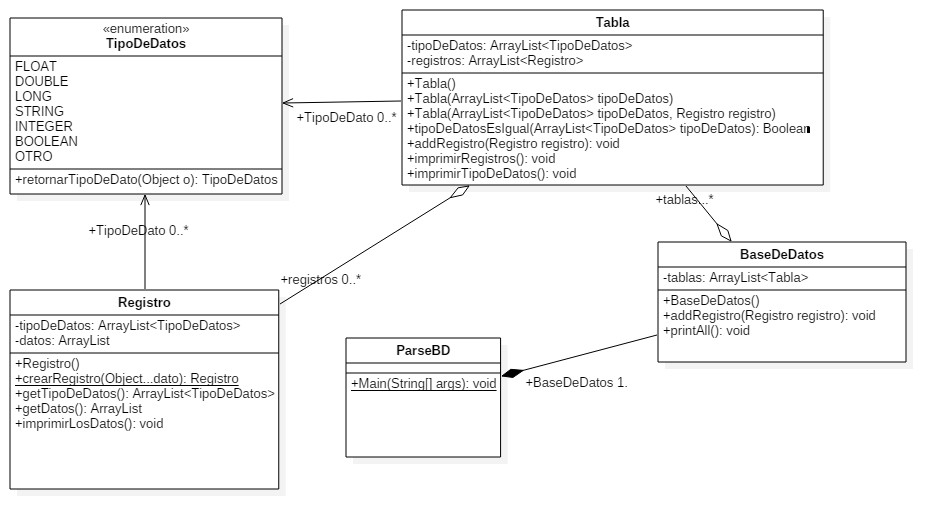 «enumeration»
TipoDeDatos
FLOAT
DOUBLE
LONG
STRING
INTEGER
BOOLEAN
OTRO
+retornarTipoDeDato(Object o): TipoDeDatos
Tabla
-tipoDeDatos: ArrayList<TipoDeDatos>
-registros: ArrayList<Registro>
+Tabla()
+Tabla(ArrayList<TipoDeDatos> tipoDeDatos)
+Tabla(ArrayList<TipoDeDatos> tipoDeDatos, Registro registro)
+tipoDeDatosEsIgual(ArrayList<TipoDeDatos> tipoDeDatos): Boolean
+addRegistro(Registro registro): void
+imprimirRegistros(): void
+imprimirTipoDeDatos(): void
+TipoDeDato 0..*
+TipoDeDato 0..*
+registros 0..*
+tablas...*
BaseDeDatos
-tablas: ArrayList<Tabla>
+BaseDeDatos()
+addRegistro(Registro registro): void
+printAll(): void
Registro
-tipoDeDatos: ArrayList<TipoDeDatos>
-datos: ArrayList
+Registro()
+crearRegistro(Object...dato): Registro
+getTipoDeDatos(): ArrayList<TipoDeDatos>
+getDatos(): ArrayList
+imprimirLosDatos(): void
ParseBD
+Main(String[] args): void
+BaseDeDatos 1.